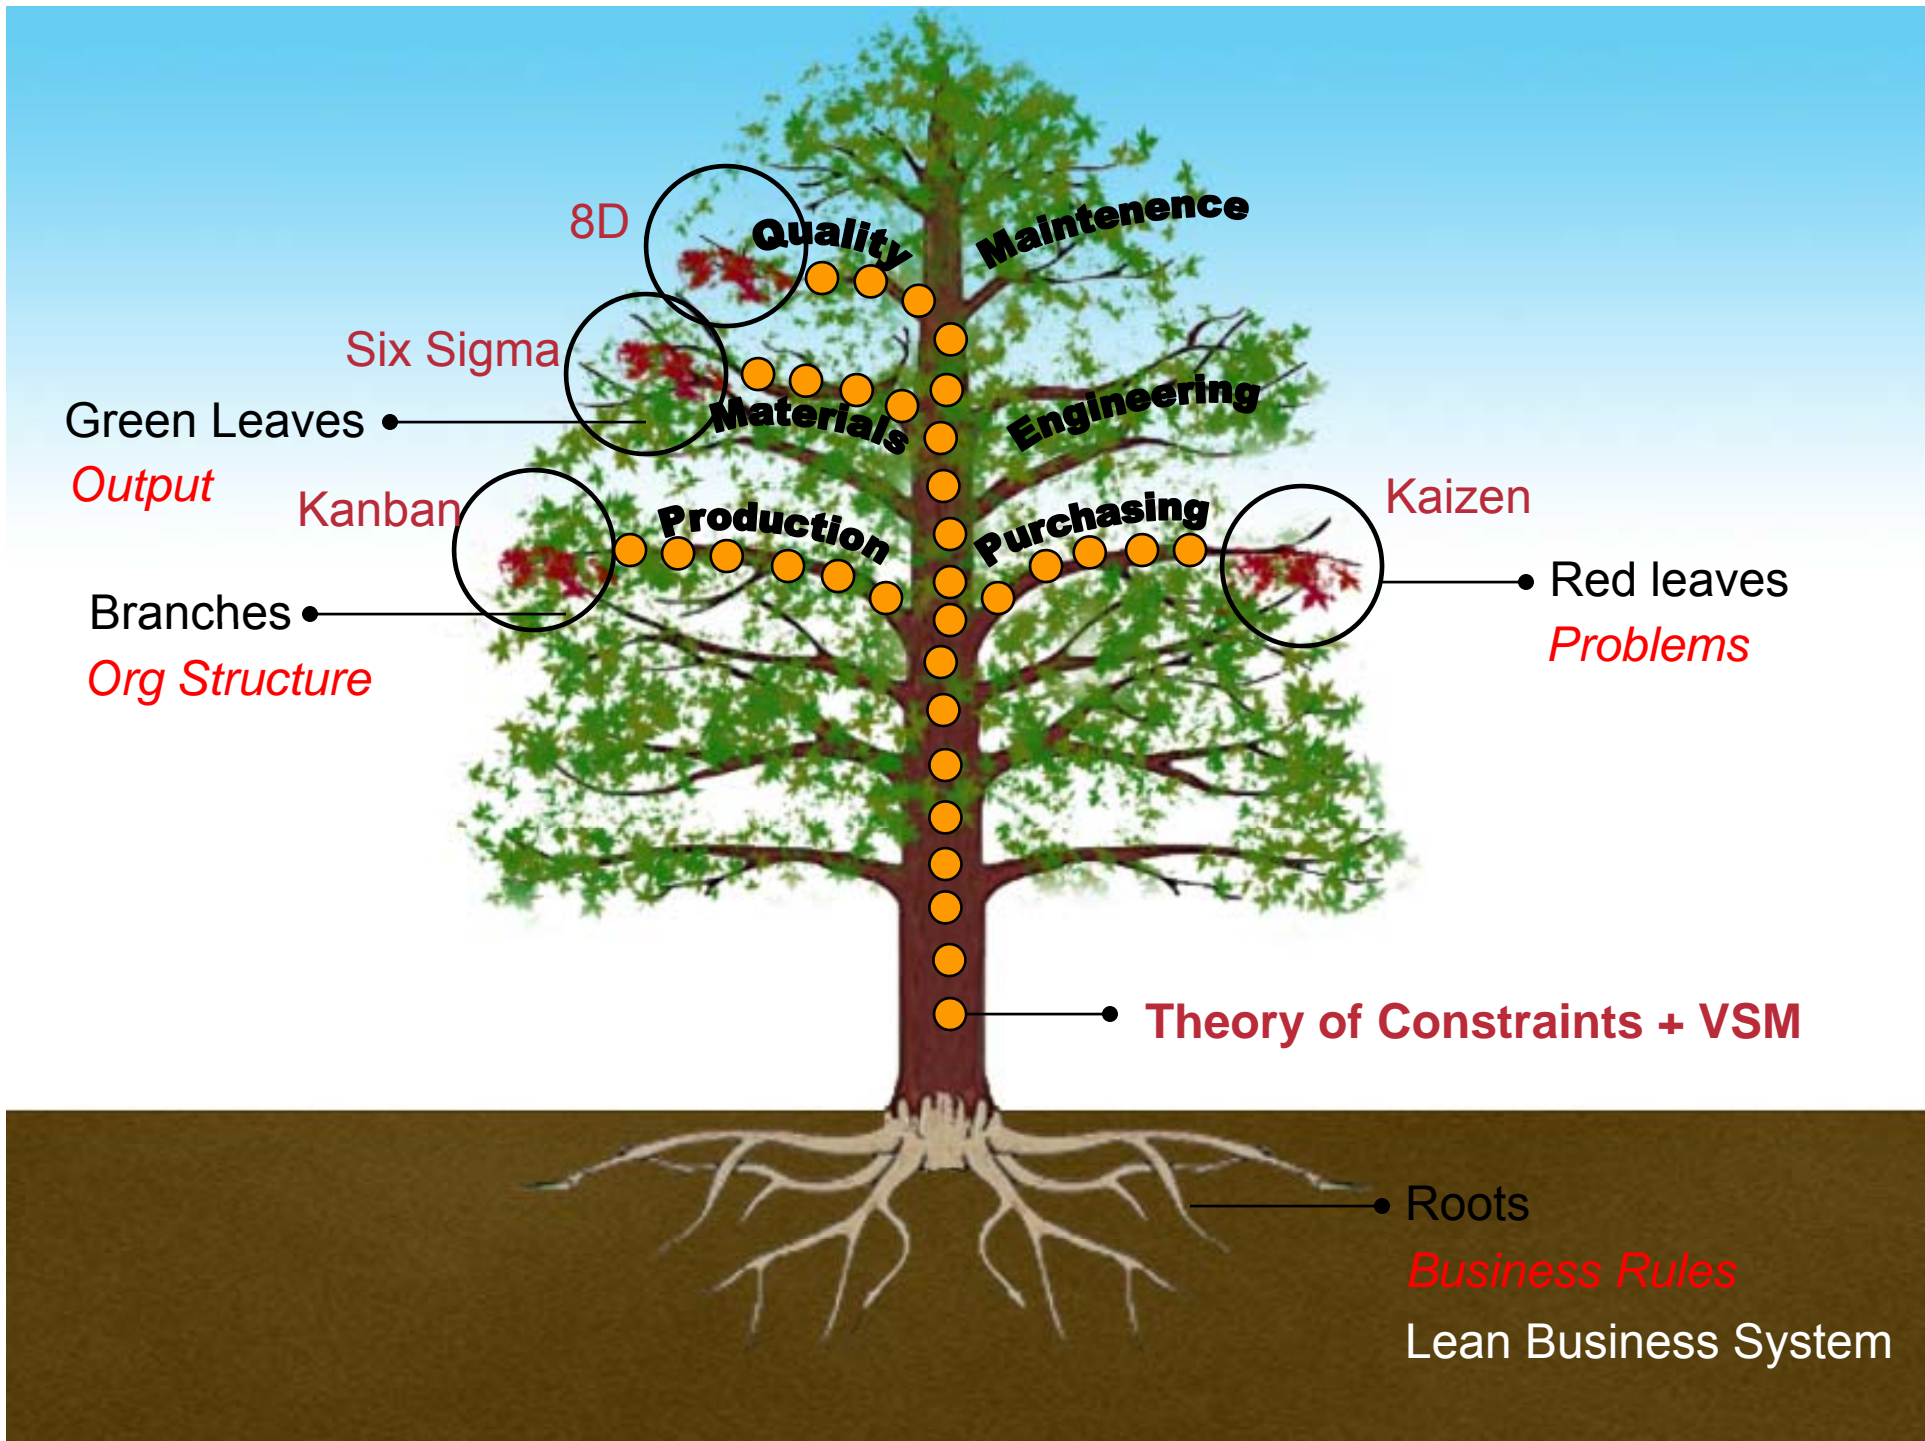 8D
Quality
Maintenence
Six Sigma
Green Leaves
Output
Materials
Engineering
Kanban
Production
Purchasing
Kaizen
Branches
Org Structure
Red leaves
Problems
Theory of Constraints + VSM
Roots
Business Rules
Lean Business System